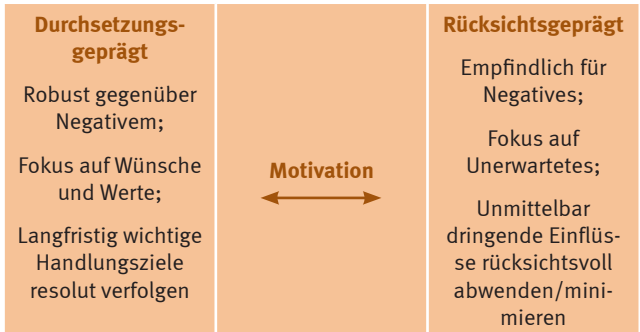 Durchsetzungs-
geprägt
Robust gegenüber
Negativem;
Fokus auf Wünsche
und Werte;
Langfristig wichtige
Handlungsziele
resolut verfolgen
Motivation
Rücksichtsgeprägt
Empfindlich für
Negatives;
Fokus auf
Unerwartetes;
Unmittelbar
dringende Einflüs-
se rücksichtsvoll
abwenden/mini-
mieren